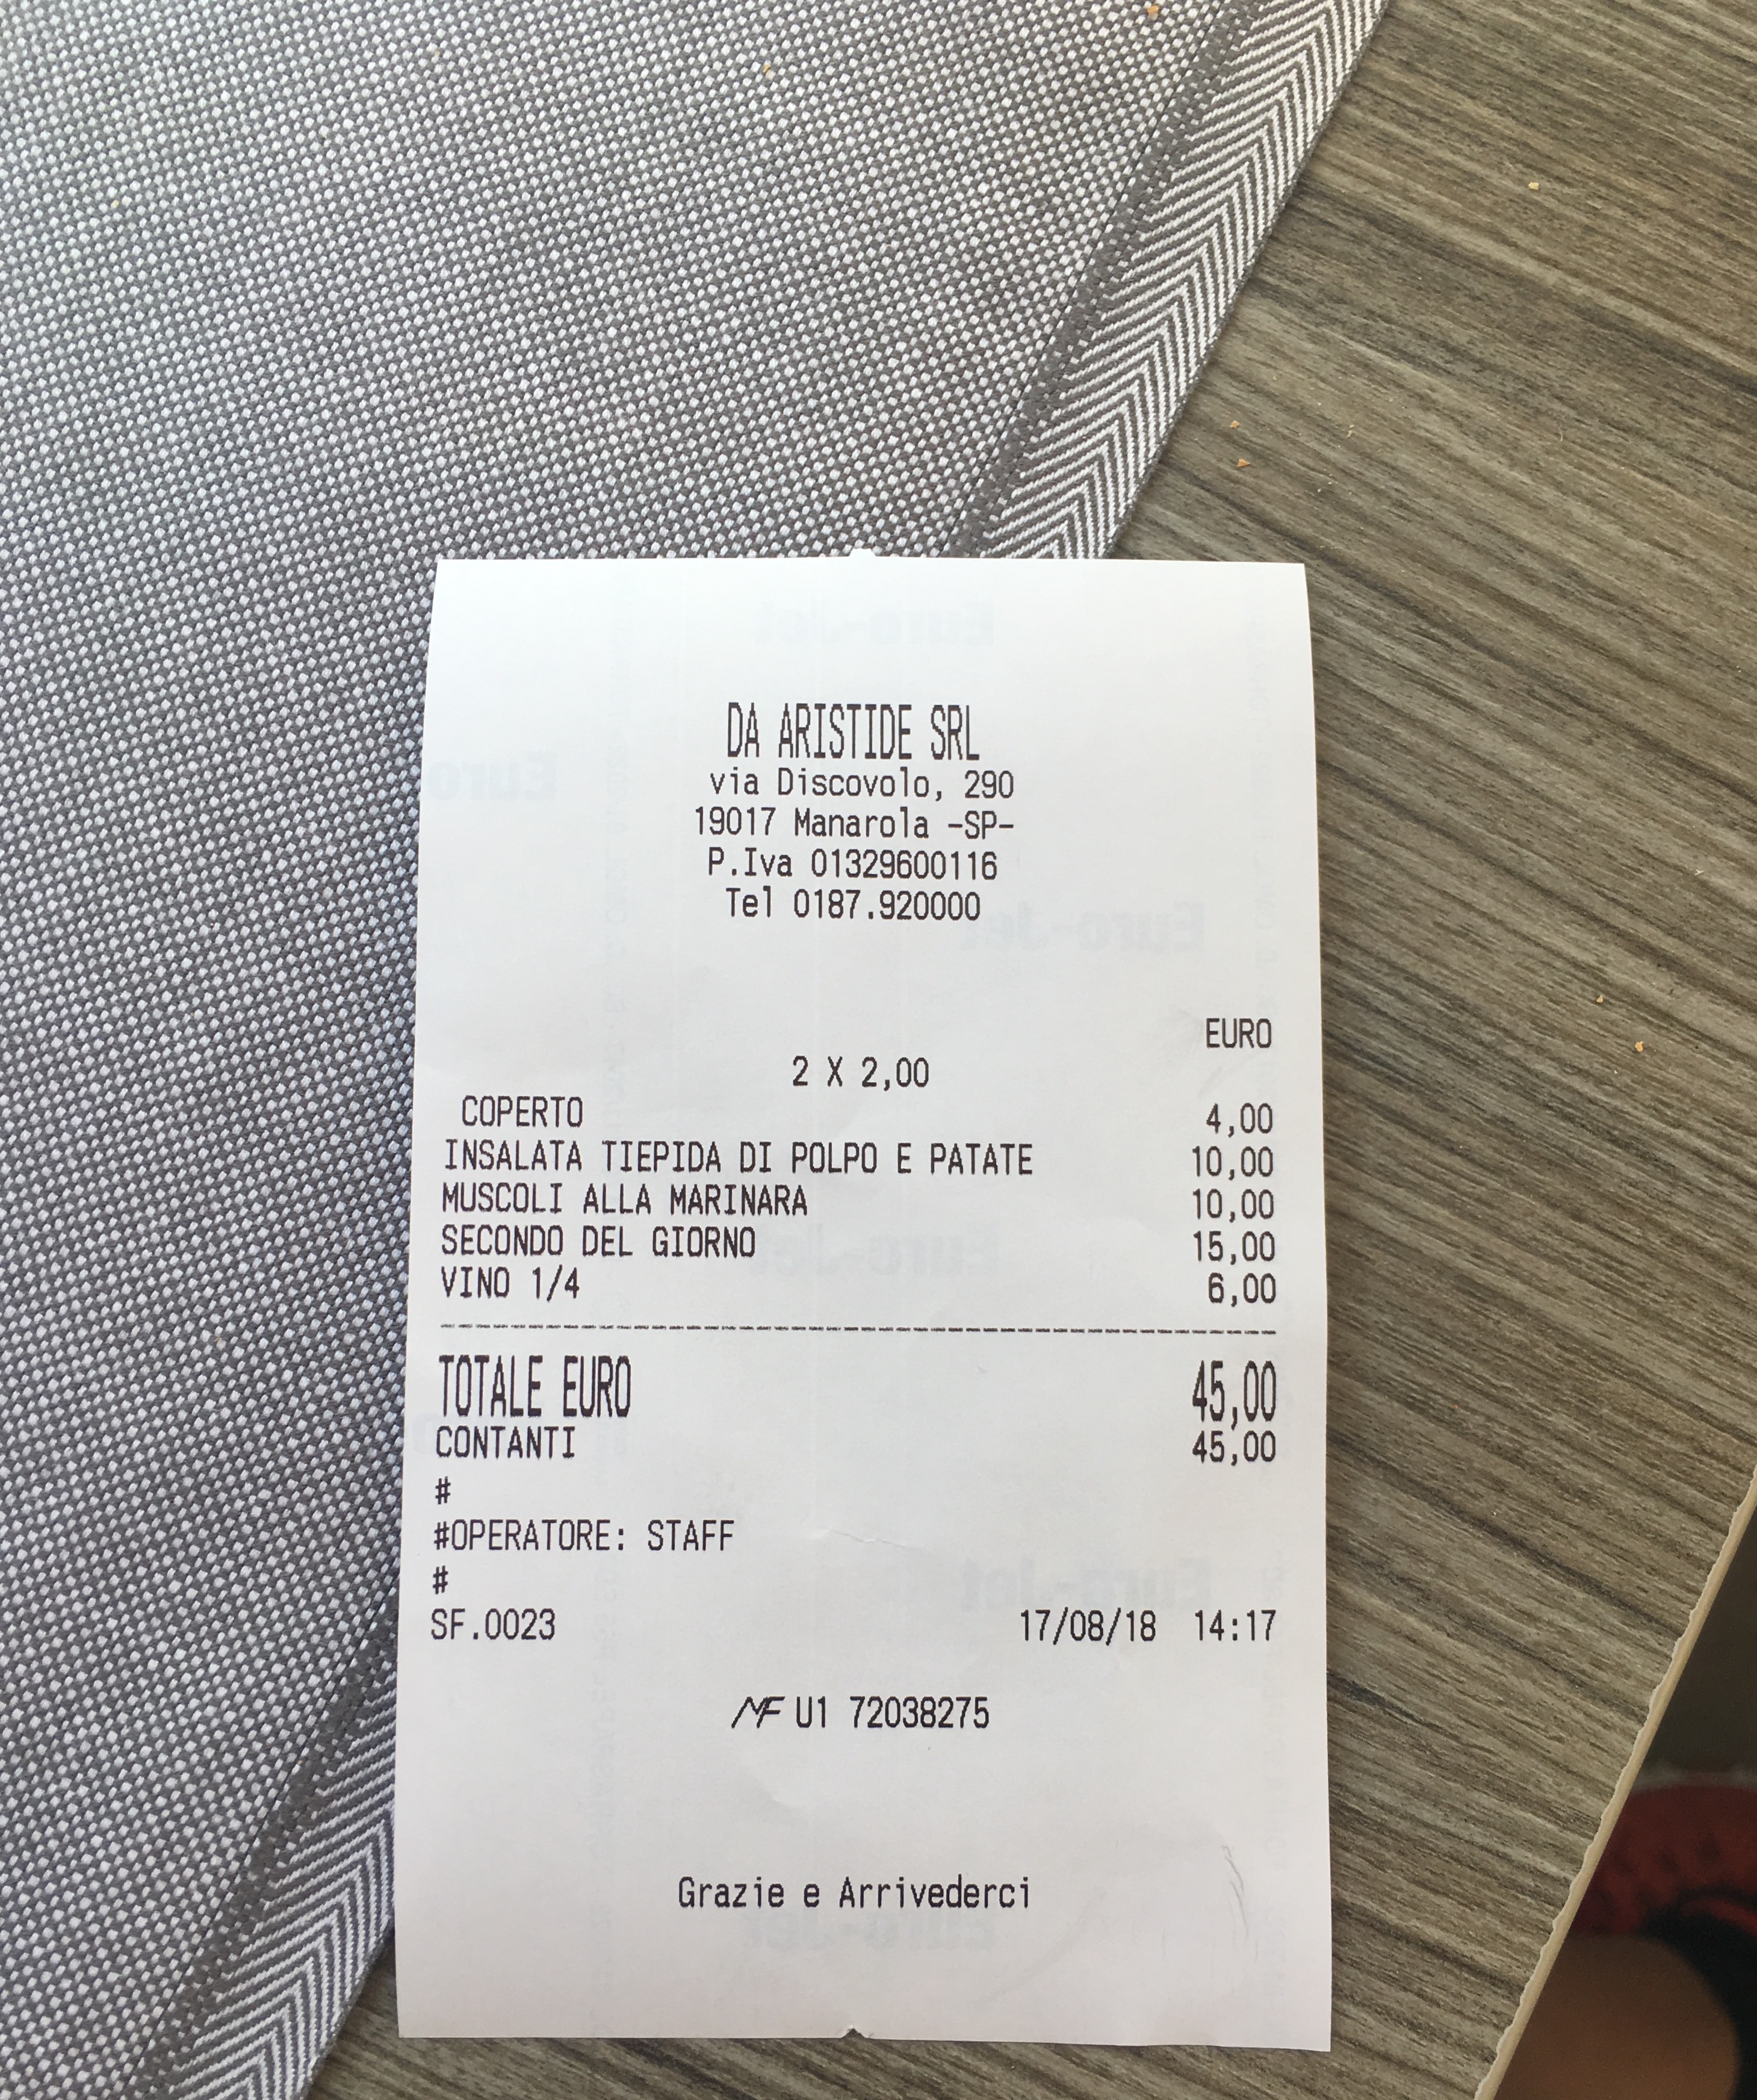 DA ARISTIDE SRL
via Discovolo, 290
19017 Manarola -SP-
P.Iva 01329600116
Tel 0187.920000
EURO
2 X 2,00
COPERTO 4,00
INSALATA TIEPIDA DI POLPO E PATATE 10,00
MUSCOLI ALLA MARINARA 10,00
SECONDO DEL GIORNO 15,00
VINO 1/4 6,00
TOTALE EURO 45,00
CONTANTI 45,00
#
#OPERATORE: STAFF
#
SF.0023 17/08/18 14:17
MF U1 72038275
Grazie e Arrivederci